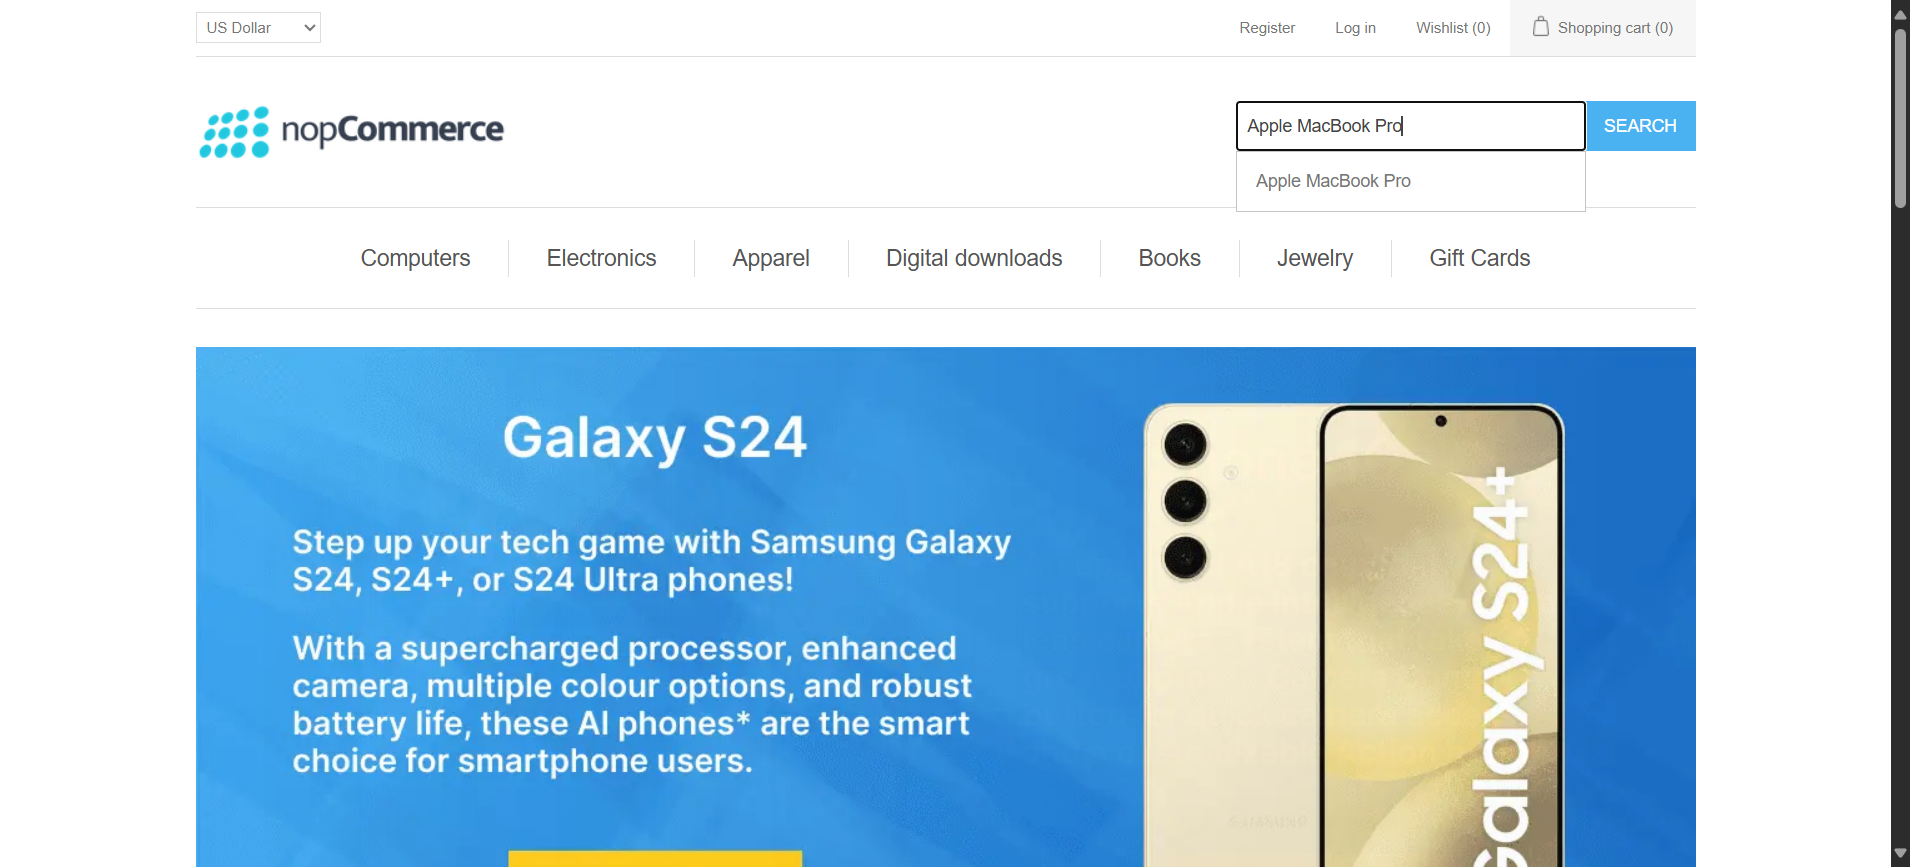 US Dollar
Register
Log in
Wishlist (0)
Shopping cart (0)
nopCommerce
Apple MacBook Pro
SEARCH
Apple MacBook Pro
Computers
Electronics
Apparel
Digital downloads
Books
Jewelry
Gift Cards
Galaxy S24
Step up your tech game with Samsung Galaxy
S24, S24+, or S24 Ultra phones!
With a supercharged processor, enhanced
camera, multiple colour options, and robust
battery life, these AI phones* are the smart
choice for smartphone users.
Galaxy S24+
SAMSUNG